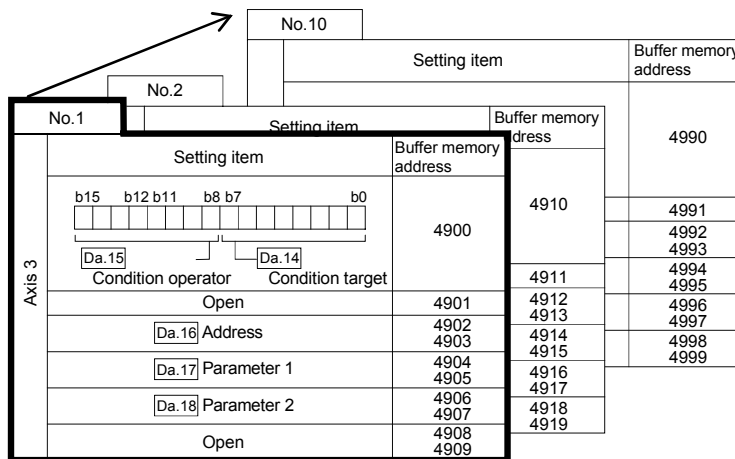 No.10
Setting item
Buffer memory
address
4990
4991
4992
4993
4994
4995
4996
4997
4998
4999
No.2
Setting item
Buffer memory
4910
4911
4912
4913
4914
4915
4916
4917
4918
4919
No.1
Axis 3
Setting item
Buffer memory
address
b15 b12 b11 b8 b7 b0
Da.15 Da.14
Condition operator Condition target
4900
Open 4901
Da.16 Address 4902
4903
Da.17 Parameter 1 4904
4905
Da.18 Parameter 2 4906
4907
Open 4908
4909